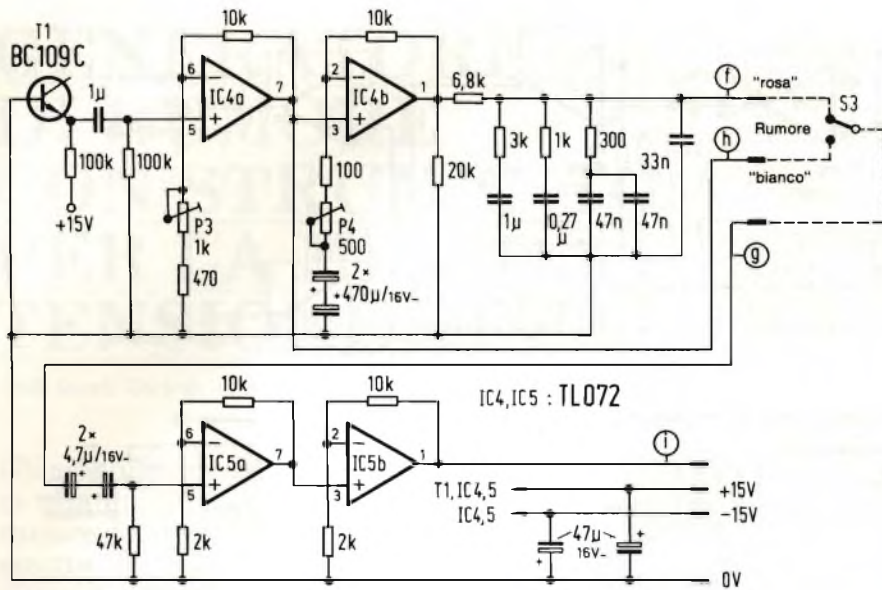 T1
BC109C
1µ
100k
100k
+15V
10k
6
7
5
IC4a
P3
1k
470
10k
2
1
3
IC4b
100
P4
500
2×
470µ/16V-
+
+
6,8k
20k
3k
1µ
1k
0,27
µ
300
47n
47n
33n
f
"rosa"
S3
Rumore
h
"bianco"
g
IC4,IC5 : TL072
2×
4,7µ/16V-
+
+
47k
10k
6
7
5
IC5a
2k
10k
2
1
3
IC5b
2k
i
T1,IC4,5
+15V
IC4,5
-15V
47µ
16V-
+
+
0V